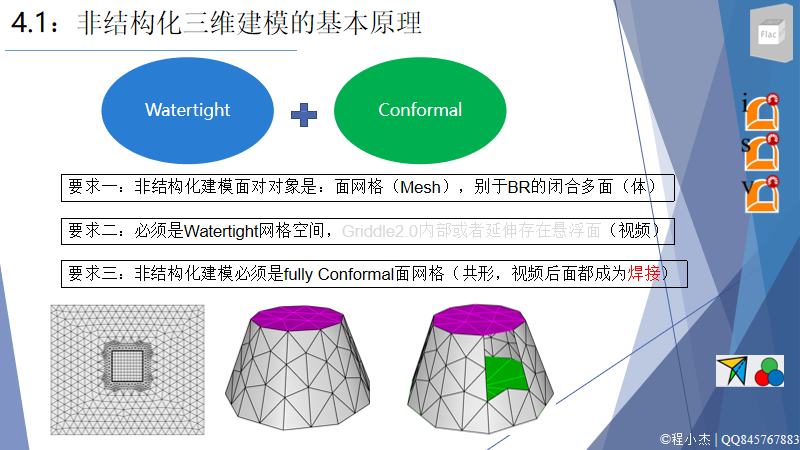 4.1：非结构化三维建模的基本原理
Flac
Watertight
Conformal
i
S
V
要求一：非结构化建模面对对象是：面网格（Mesh），别于BR的闭合多面（体）
要求二：必须是Watertight网格空间，Griddle2.0内部或者延伸存在悬浮面（视频）
要求三：非结构化建模必须是fully Conformal面网格（共形，视频后面都成为焊接）
©程小杰 | QQ845767883